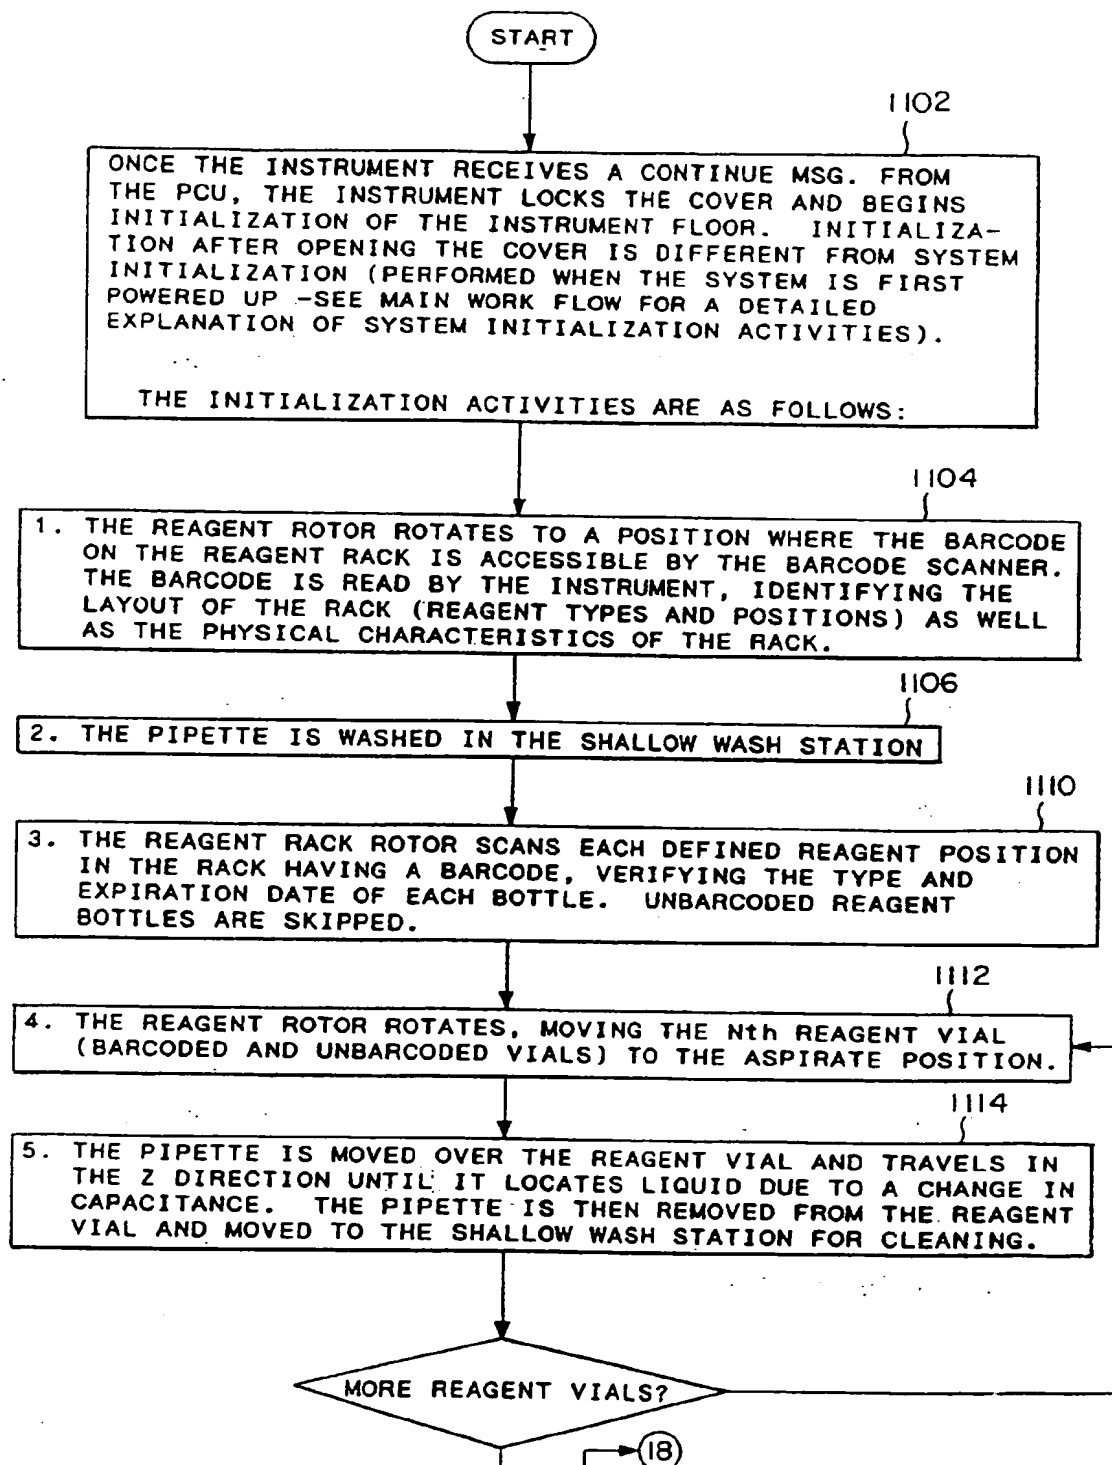 START
1102
ONCE THE INSTRUMENT RECEIVES A CONTINUE MSG. FROM
THE PCU, THE INSTRUMENT LOCKS THE COVER AND BEGINS
INITIALIZATION OF THE INSTRUMENT FLOOR. INITIALIZA-
TION AFTER OPENING THE COVER IS DIFFERENT FROM SYSTEM
INITIALIZATION (PERFORMED WHEN THE SYSTEM IS FIRST
POWERED UP -SEE MAIN WORK FLOW FOR A DETAILED
EXPLANATION OF SYSTEM INITIALIZATION ACTIVITIES).
THE INITIALIZATION ACTIVITIES ARE AS FOLLOWS:
1104
1. THE REAGENT ROTOR ROTATES TO A POSITION WHERE THE BARCODE
ON THE REAGENT RACK IS ACCESSIBLE BY THE BARCODE SCANNER.
THE BARCODE IS READ BY THE INSTRUMENT, IDENTIFYING THE
LAYOUT OF THE RACK (REAGENT TYPES AND POSITIONS) AS WELL
AS THE PHYSICAL CHARACTERISTICS OF THE RACK.
1106
2. THE PIPETTE IS WASHED IN THE SHALLOW WASH STATION
1110
3. THE REAGENT RACK ROTOR SCANS EACH DEFINED REAGENT POSITION
IN THE RACK HAVING A BARCODE, VERIFYING THE TYPE AND
EXPIRATION DATE OF EACH BOTTLE. UNBARCODED REAGENT
BOTTLES ARE SKIPPED.
1112
4. THE REAGENT ROTOR ROTATES, MOVING THE Nth REAGENT VIAL
(BARCODED AND UNBARCODED VIALS) TO THE ASPIRATE POSITION.
1114
5. THE PIPETTE IS MOVED OVER THE REAGENT VIAL AND TRAVELS IN
THE Z DIRECTION UNTIL IT LOCATES LIQUID DUE TO A CHANGE IN
CAPACITANCE. THE PIPETTE IS THEN REMOVED FROM THE REAGENT
VIAL AND MOVED TO THE SHALLOW WASH STATION FOR CLEANING.
MORE REAGENT VIALS?
18